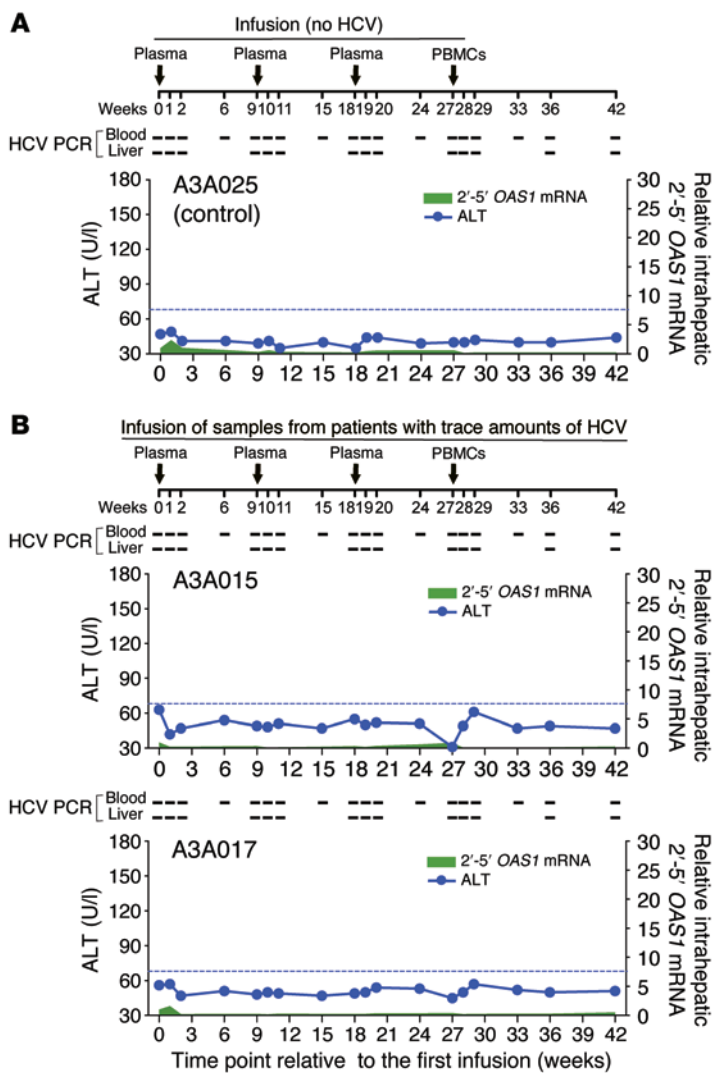 A
Infusion (no HCV)
Plasma Plasma Plasma PBMCs
Weeks 0 1 2 6 9 10 11 15 18 19 20 24 27 28 29 33 36 42
HCV PCR
Blood
Liver
180 150 120 90 60 30
ALT (U/l)
A3A025
(control)
2'-5' OAS1 mRNA
ALT
30 25 20 15 10 5 0
Relative intrahepatic
2'-5' OAS1 mRNA
0 3 6 9 12 15 18 21 24 27 30 33 36 39 42
B
Infusion of samples from patients with trace amounts of HCV
Plasma Plasma Plasma PBMCs
Weeks 0 1 2 6 9 10 11 15 18 19 20 24 27 28 29 33 36 42
HCV PCR
Blood
Liver
180 150 120 90 60 30
ALT (U/l)
A3A015
2'-5' OAS1 mRNA
ALT
30 25 20 15 10 5 0
Relative intrahepatic
2'-5' OAS1 mRNA
0 3 6 9 12 15 18 21 24 27 30 33 36 39 42
HCV PCR
Blood
Liver
180 150 120 90 60 30
ALT (U/l)
A3A017
2'-5' OAS1 mRNA
ALT
30 25 20 15 10 5 0
Relative intrahepatic
2'-5' OAS1 mRNA
0 3 6 9 12 15 18 21 24 27 30 33 36 39 42
Time point relative to the first infusion (weeks)